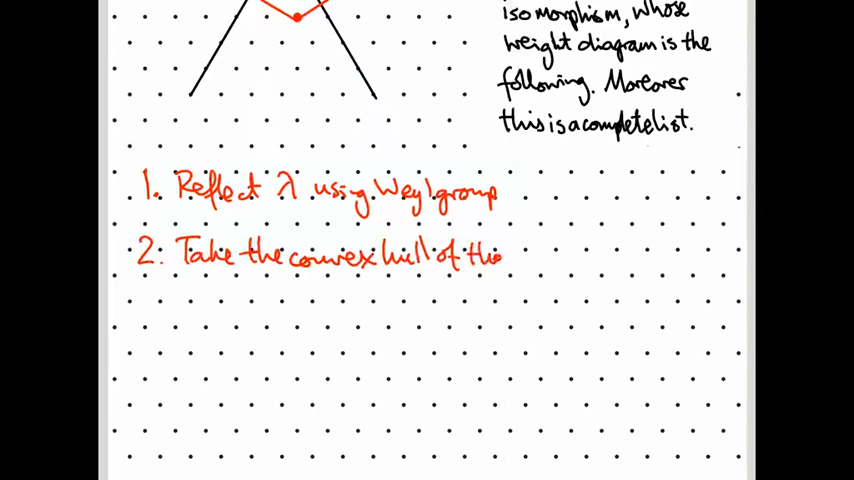 isomorphism, whose
weight diagram is the
following. Moreover
this is a complete list.
1. Reflect λ using Weyl group
2. Take the convex hull of the